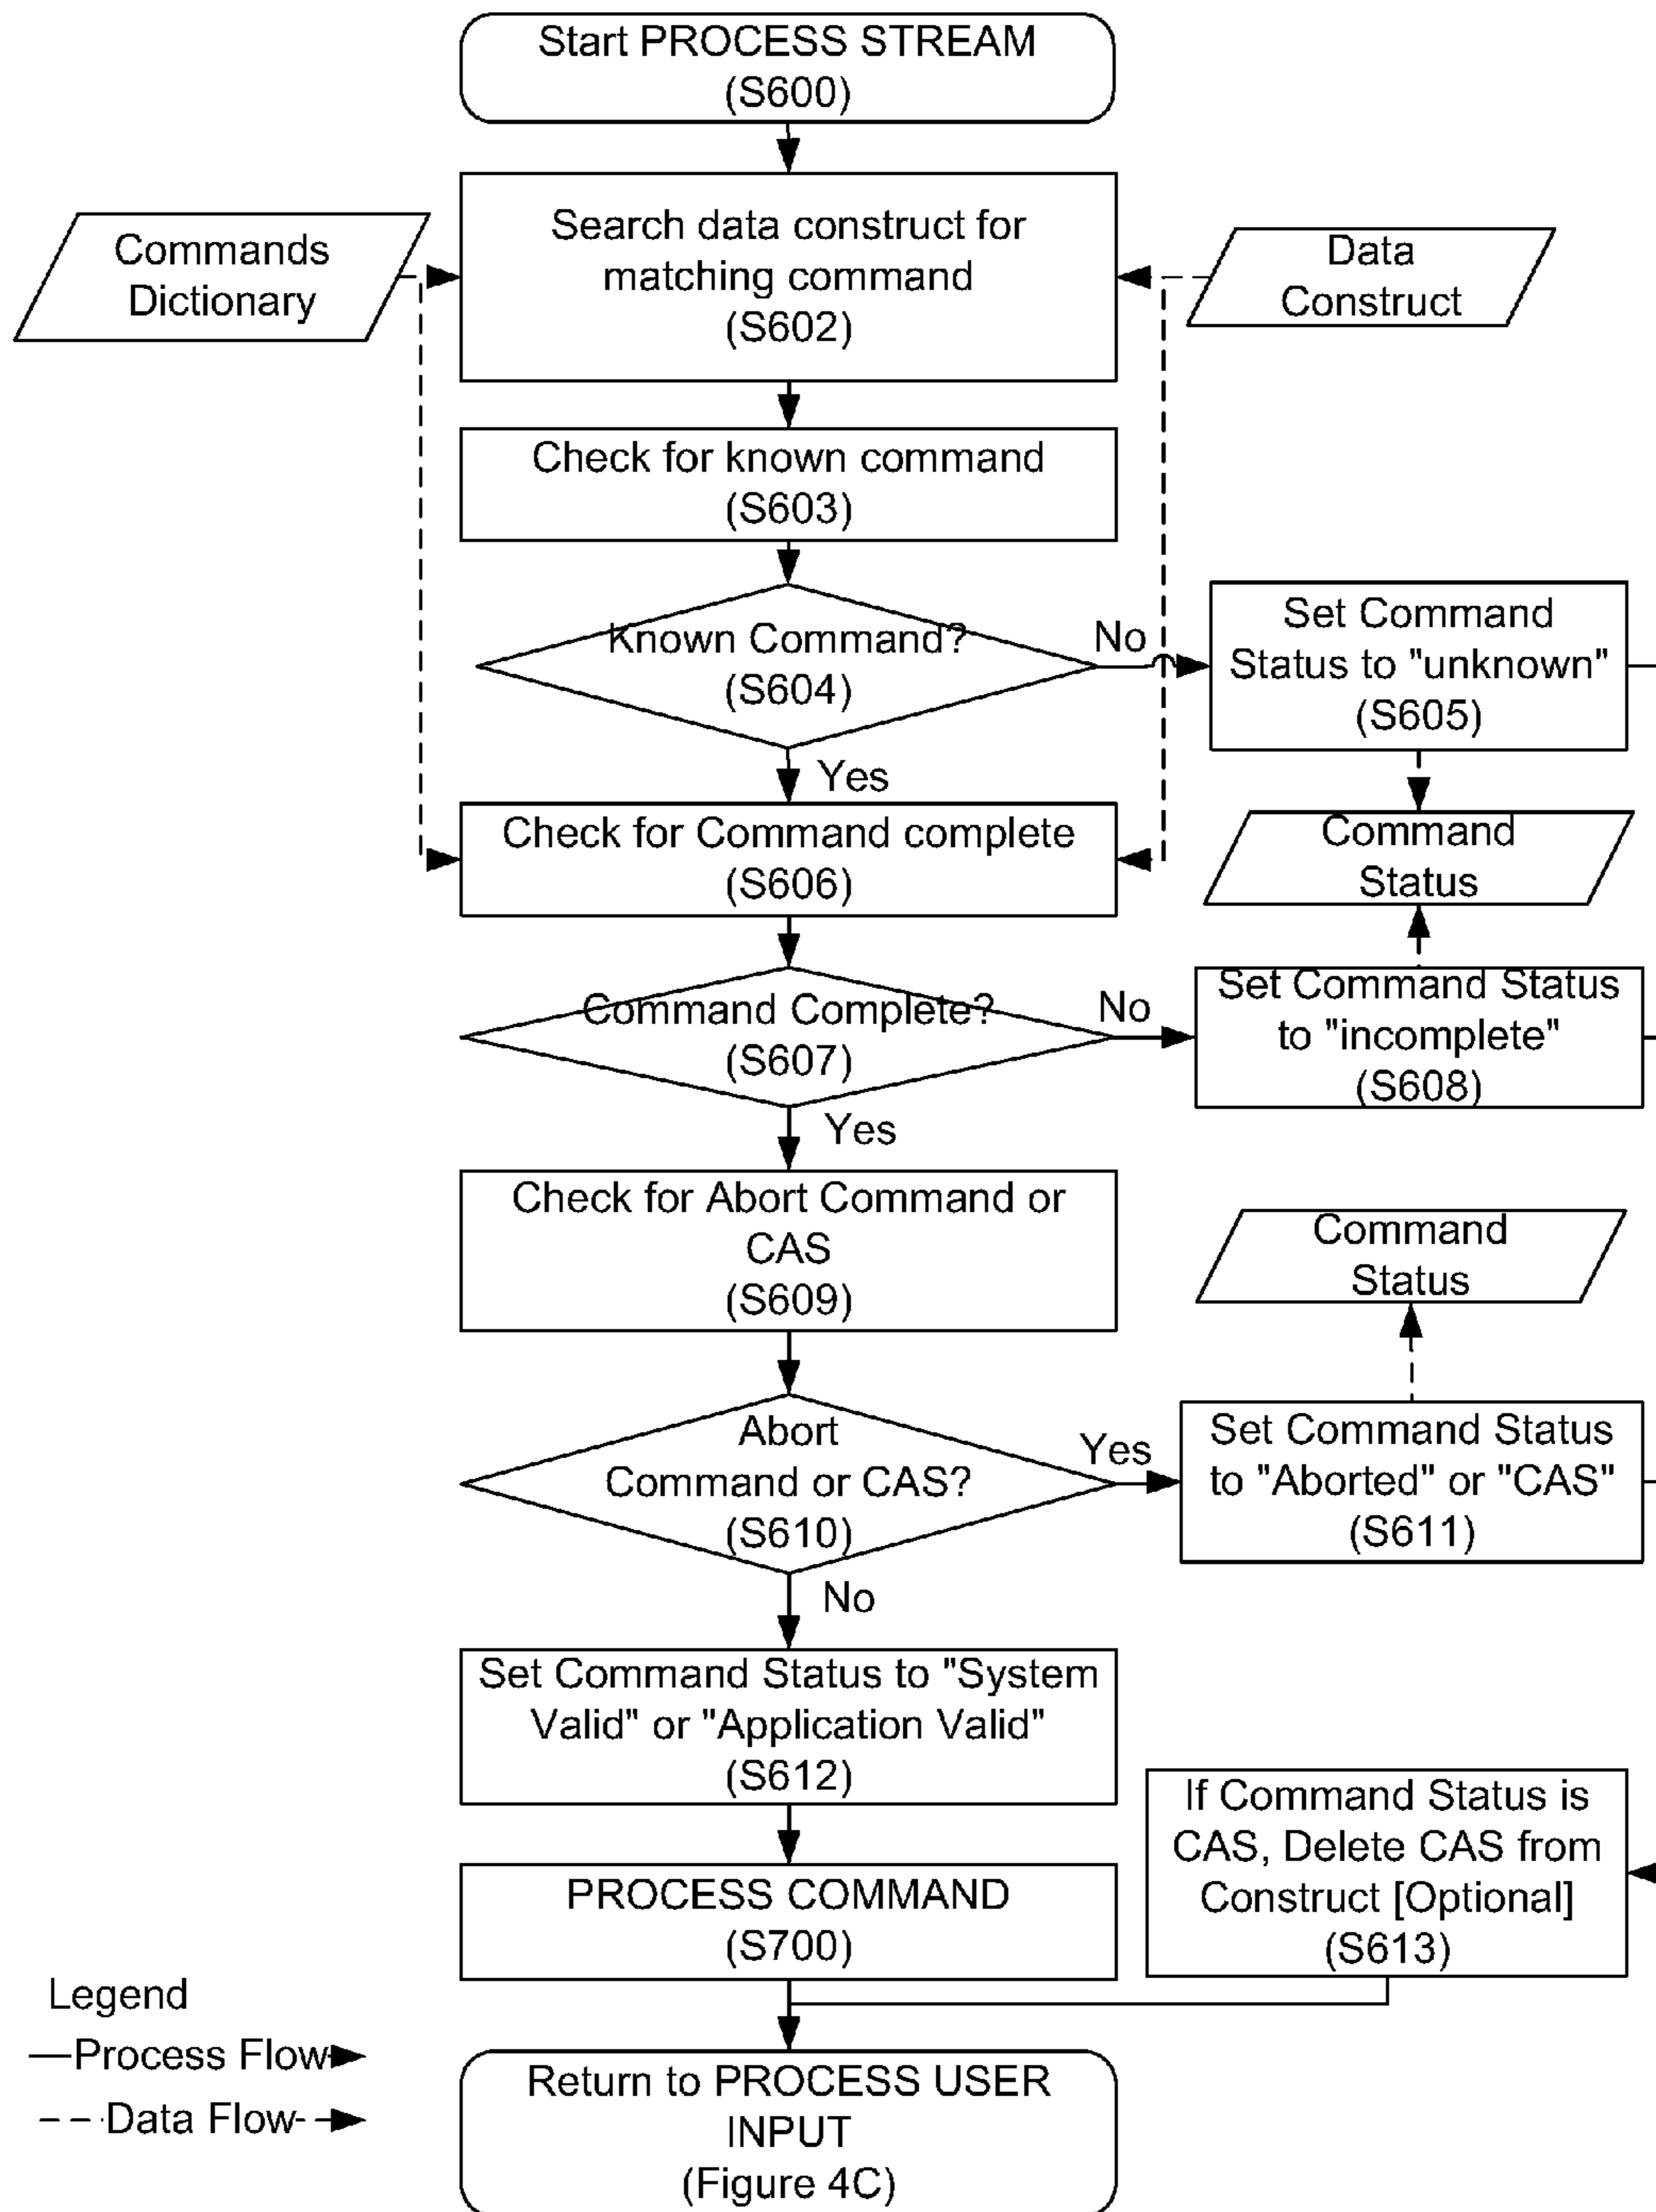 Start PROCESS STREAM
(S600)
Commands
Dictionary
Search data construct for
matching command
(S602)
Data
Construct
Check for known command
(S603)
Known Command?
(S604)
No
Set Command
Status to "unknown"
(S605)
Yes
Check for Command complete
(S606)
Command
Status
Command Complete?
(S607)
No
Set Command Status
to "incomplete"
(S608)
Yes
Check for Abort Command or
CAS
(S609)
Command
Status
Abort
Command or CAS?
(S610)
Yes
Set Command Status
to "Aborted" or "CAS"
(S611)
No
Set Command Status to "System
Valid" or "Application Valid"
(S612)
If Command Status is
CAS, Delete CAS from
Construct [Optional]
(S613)
PROCESS COMMAND
(S700)
Legend
Process Flow
Data Flow
Return to PROCESS USER
INPUT
(Figure 4C)